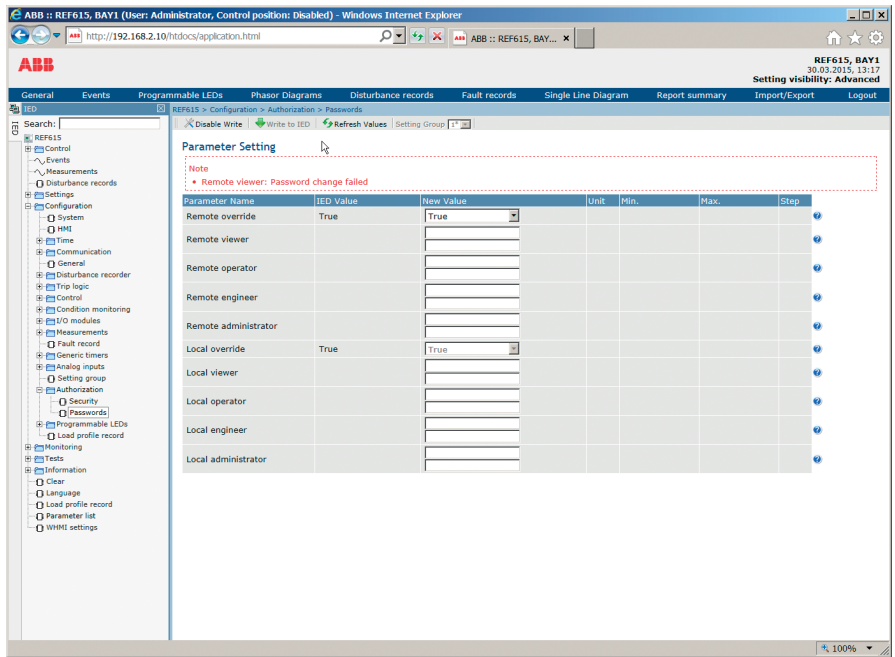 ABB :: REF615, BAY1 (User: Administrator, Control position: Disabled) - Windows Internet Explorer
http://192.168.2.10/htdocs/application.html
ABB :: REF615, BAY...
ABB
REF615, BAY1
30.03.2015, 13:17
Setting visibility: Advanced
General Events Programmable LEDs Phasor Diagrams Disturbance records Fault records Single Line Diagram Report summary Import/Export Logout
IED
REF615 > Configuration > Authorization > Passwords
IED
Search:
Disable Write Write to IED Refresh Values Setting Group 1*
REF615
Control
Events
Measurements
Disturbance records
Settings
Configuration
System
HMI
Time
Communication
General
Disturbance recorder
Trip logic
Control
Condition monitoring
I/O modules
Measurements
Fault record
Generic timers
Analog inputs
Setting group
Authorization
Security
Passwords
Programmable LEDs
Load profile record
Monitoring
Tests
Information
Clear
Language
Load profile record
Parameter list
WHMI settings
Parameter Setting
Note
• Remote viewer: Password change failed
Parameter Name IED Value New Value Unit Min. Max. Step
Remote override True True
Remote viewer
Remote operator
Remote engineer
Remote administrator
Local override True True
Local viewer
Local operator
Local engineer
Local administrator
100%